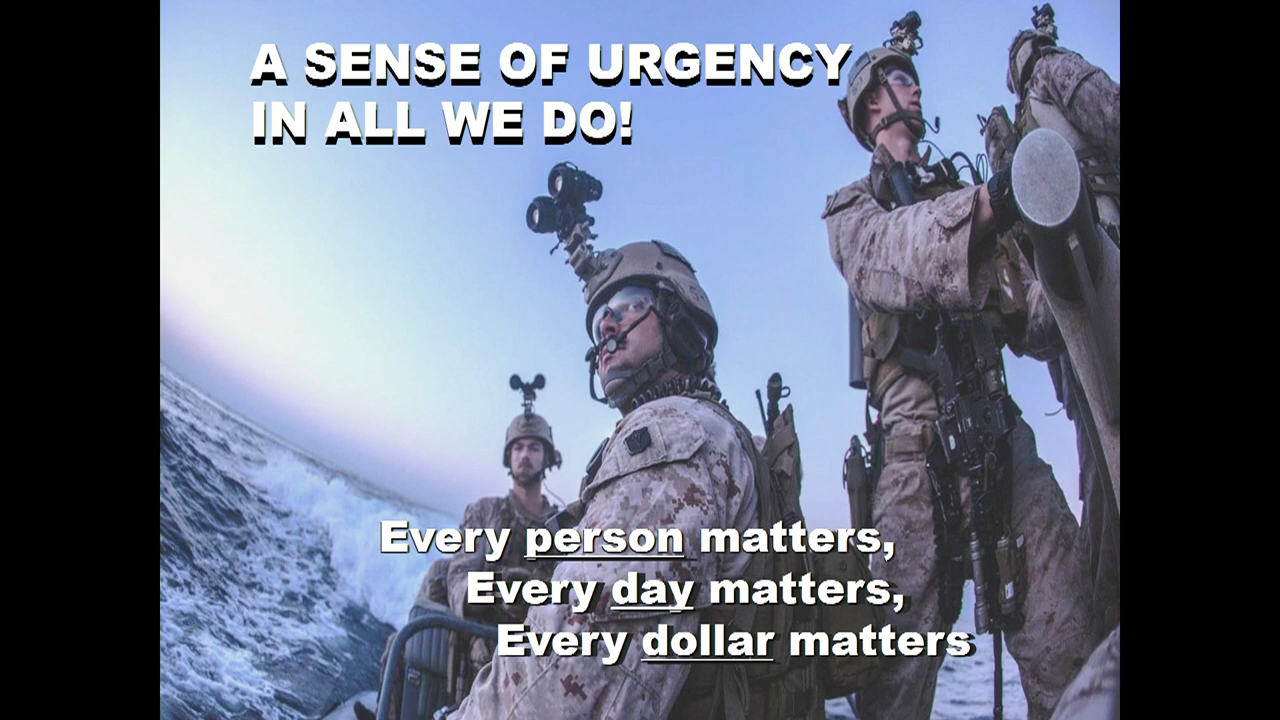 A SENSE OF URGENCY
IN ALL WE DO!
Every person matters,
Every day matters,
Every dollar matters